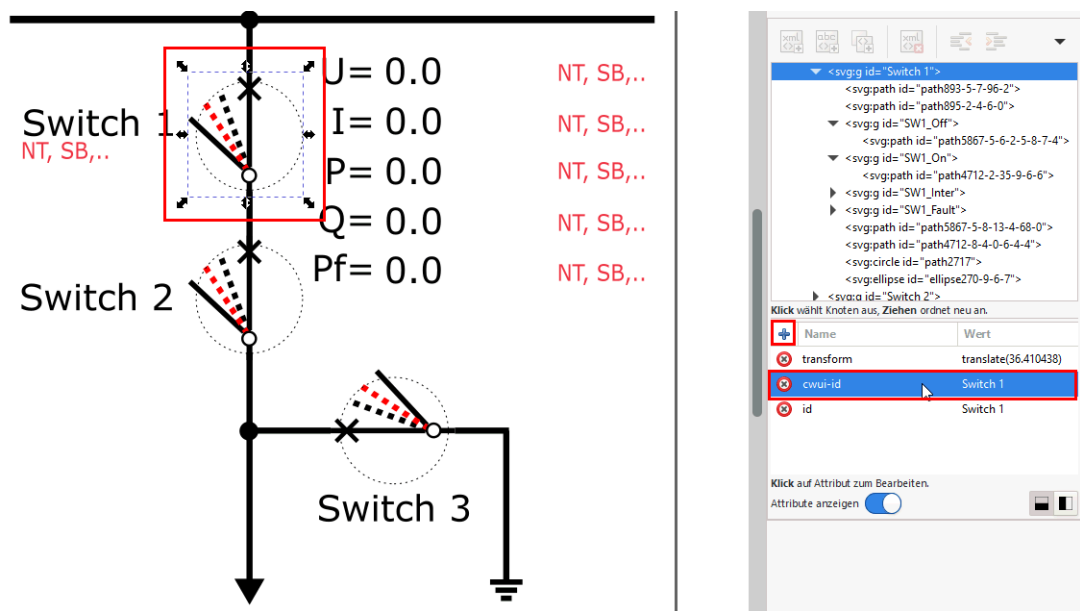 Switch 1
NT, SB,..
U= 0.0 NT, SB,..
I= 0.0 NT, SB,..
P= 0.0 NT, SB,..
Q= 0.0 NT, SB,..
Pf= 0.0 NT, SB,..
Switch 2
Switch 3
xml
abc
xml
<svg:g id="Switch 1">
<svg:path id="path893-5-7-96-2">
<svg:path id="path895-2-4-6-0">
<svg:g id="SW1_Off">
<svg:path id="path5867-5-6-2-5-8-7-4">
<svg:g id="SW1_On">
<svg:path id="path4712-2-35-9-6-6">
<svg:g id="SW1_Inter">
<svg:g id="SW1_Fault">
<svg:path id="path5867-5-8-13-4-68-0">
<svg:path id="path4712-8-4-0-6-4-4">
<svg:circle id="path2717">
<svg:ellipse id="ellipse270-9-6-7">
<svg:g id="Switch 2">
Klick wählt Knoten aus, Ziehen ordnet neu an.
Name Wert
transform translate(36.410438)
cwui-id Switch 1
id Switch 1
Klick auf Attribut zum Bearbeiten.
Attribute anzeigen